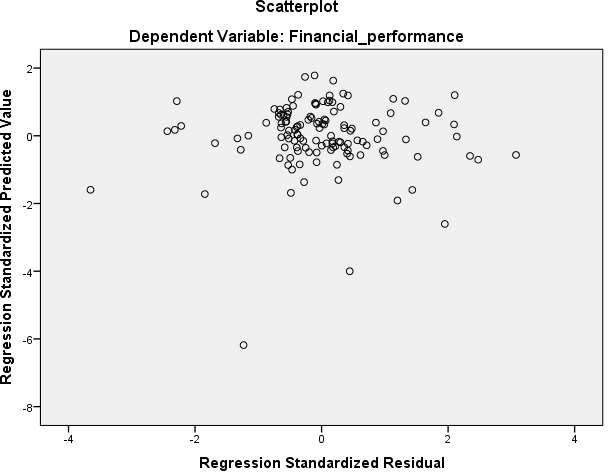 Scatterplot
Dependent Variable: Financial_performance
Regression Standardized Predicted Value
2
0
-2
-4
-6
-8
-4
-2
0
2
4
Regression Standardized Residual